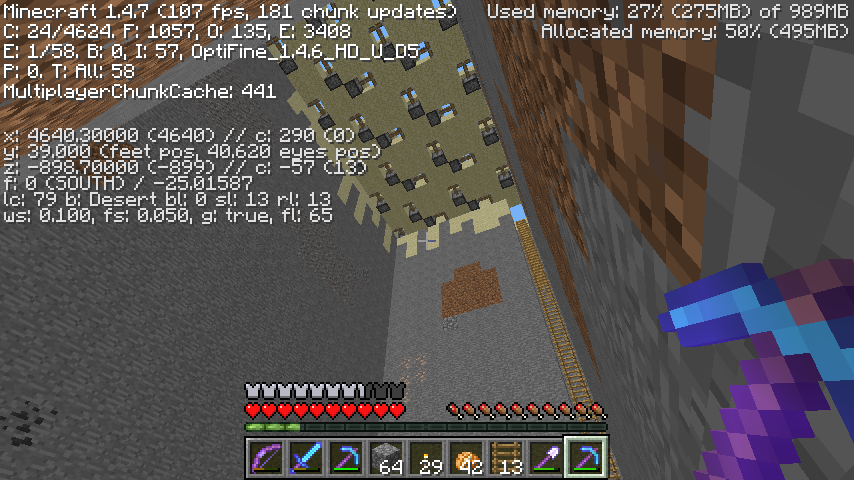 Minecraft 1.4.7 (107 fps, 181 chunk updates)
C: 24/4624, F: 1057, O: 135, E: 3408
E: 1/58, B: 0, I: 57, OptiFine_1.4.6_HD_U_D5
P: 0, T: All: 58
MultiplayerChunkCache: 441
Used memory: 27% (275MB) of 989MB
Allocated memory: 50% (495MB)
x: 4640.30000 (4640) // c: 290 (0)
y: 39.000 (feet pos, 40.620 eyes pos)
z: -898.70000 (-899) // c: -57 (13)
f: 0 (SOUTH) / -25.01587
lc: 79 b: Desert bl: 0 sl: 13 rl: 13
ws: 0.100, fs: 0.050, g: true, fl: 65
64 29 42 13